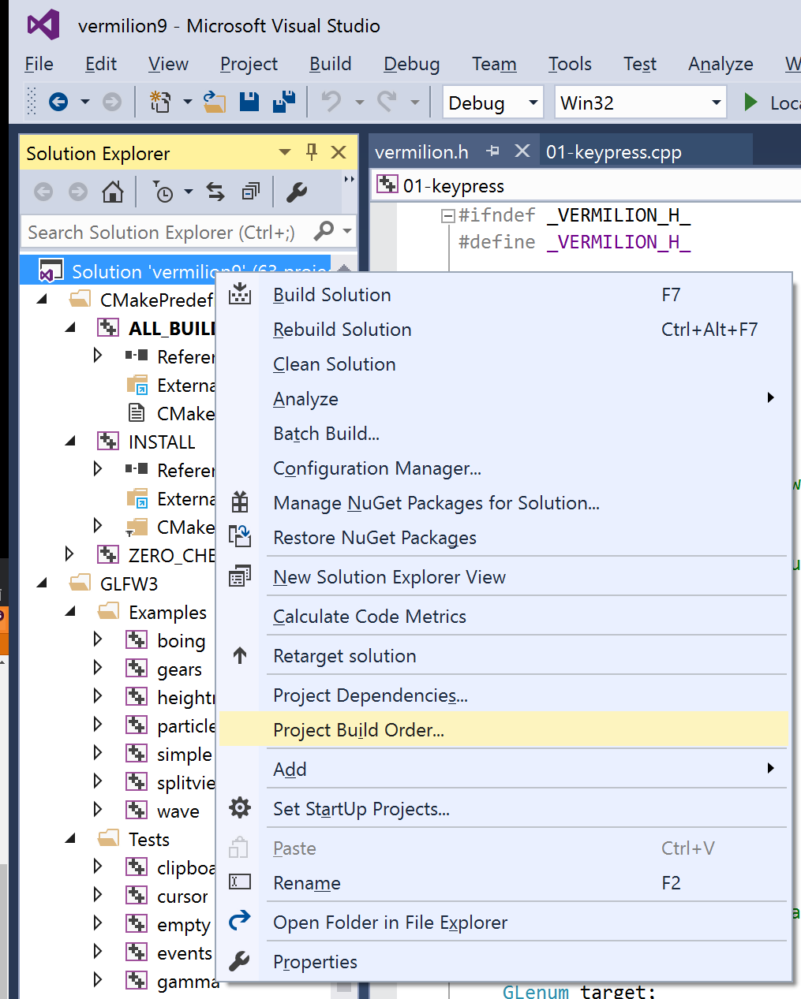 vermilion9 - Microsoft Visual Studio
File Edit View Project Build Debug Team Tools Test Analyze W
Debug Win32 Loca
Solution Explorer
vermilion.h 01-keypress.cpp
01-keypress
Search Solution Explorer (Ctrl+;)
#ifndef _VERMILION_H_
#define _VERMILION_H_
Solution 'vermilion9' (63 projec
CMakePredef
ALL_BUILD
Referen
Externa
CMake
INSTALL
Referen
Externa
CMake
ZERO_CHE
GLFW3
Examples
boing
gears
heightm
particle
simple
splitvie
wave
Tests
clipboa
cursor
empty
events
gamma
Build Solution F7
Rebuild Solution Ctrl+Alt+F7
Clean Solution
Analyze
Batch Build...
Configuration Manager...
Manage NuGet Packages for Solution...
Restore NuGet Packages
New Solution Explorer View
Calculate Code Metrics
Retarget solution
Project Dependencies...
Project Build Order...
Add
Set StartUp Projects...
Paste Ctrl+V
Rename F2
Open Folder in File Explorer
Properties
GLenum target;